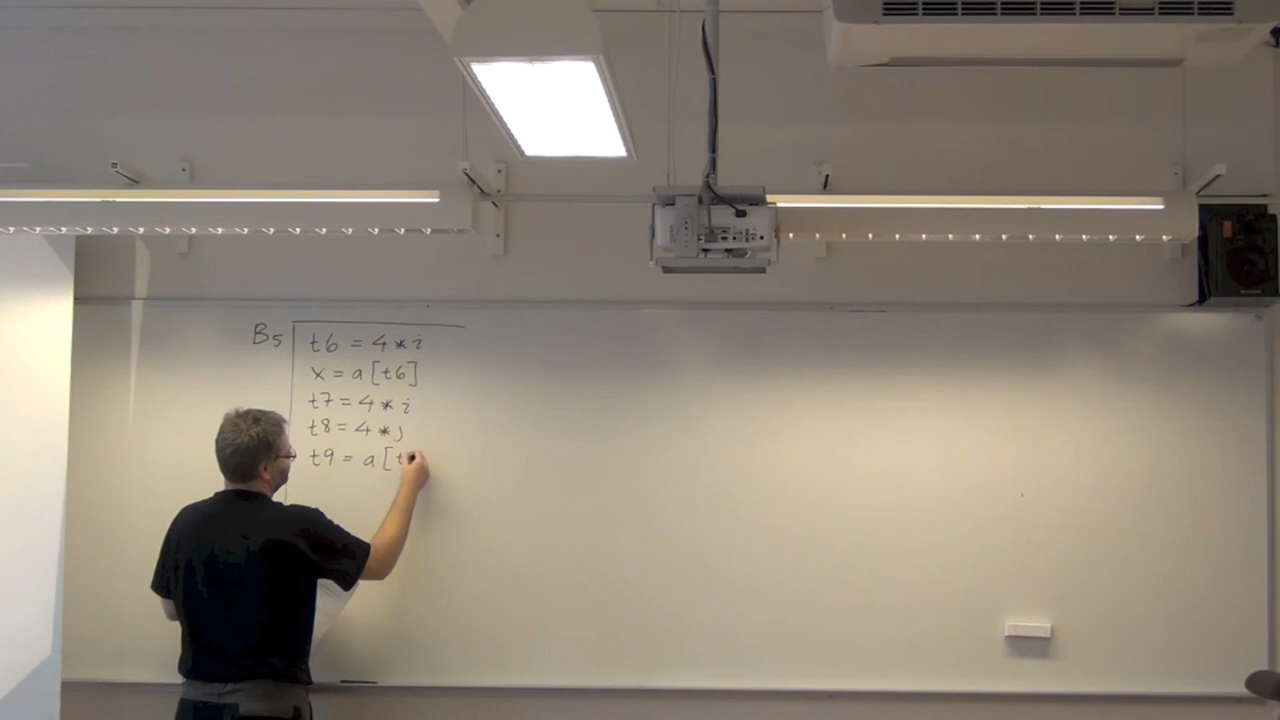 B5 t6 = 4 * i
x = a [t6]
t7 = 4 * i
t8 = 4 * j
t9 = a [t